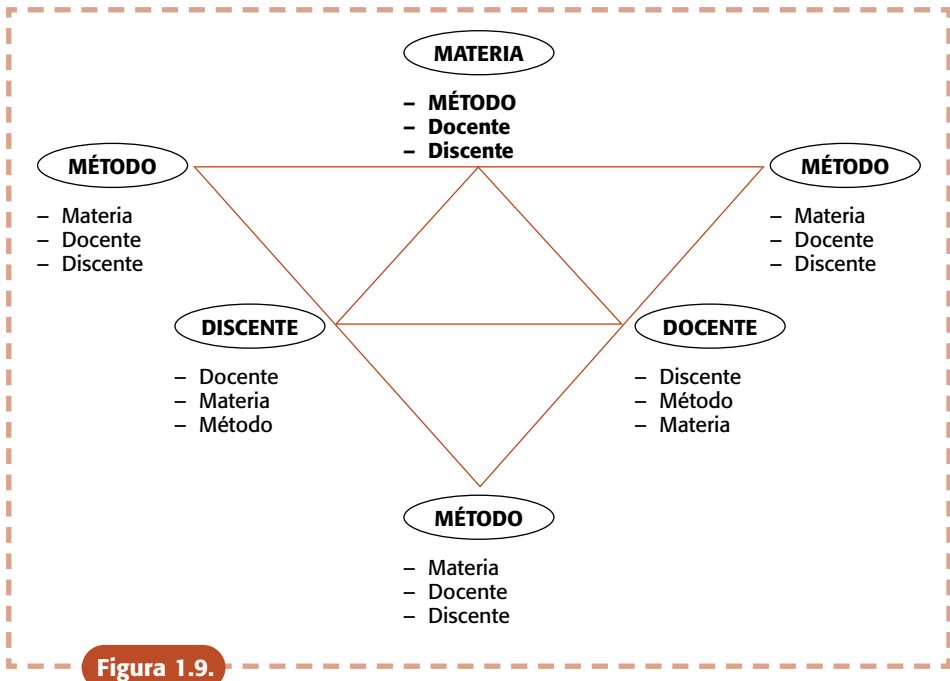 MATERIA
– MÉTODO
– Docente
– Discente
MÉTODO
– Materia
– Docente
– Discente
MÉTODO
– Materia
– Docente
– Discente
DISCENTE
– Docente
– Materia
– Método
DOCENTE
– Discente
– Método
– Materia
MÉTODO
– Materia
– Docente
– Discente
Figura 1.9.